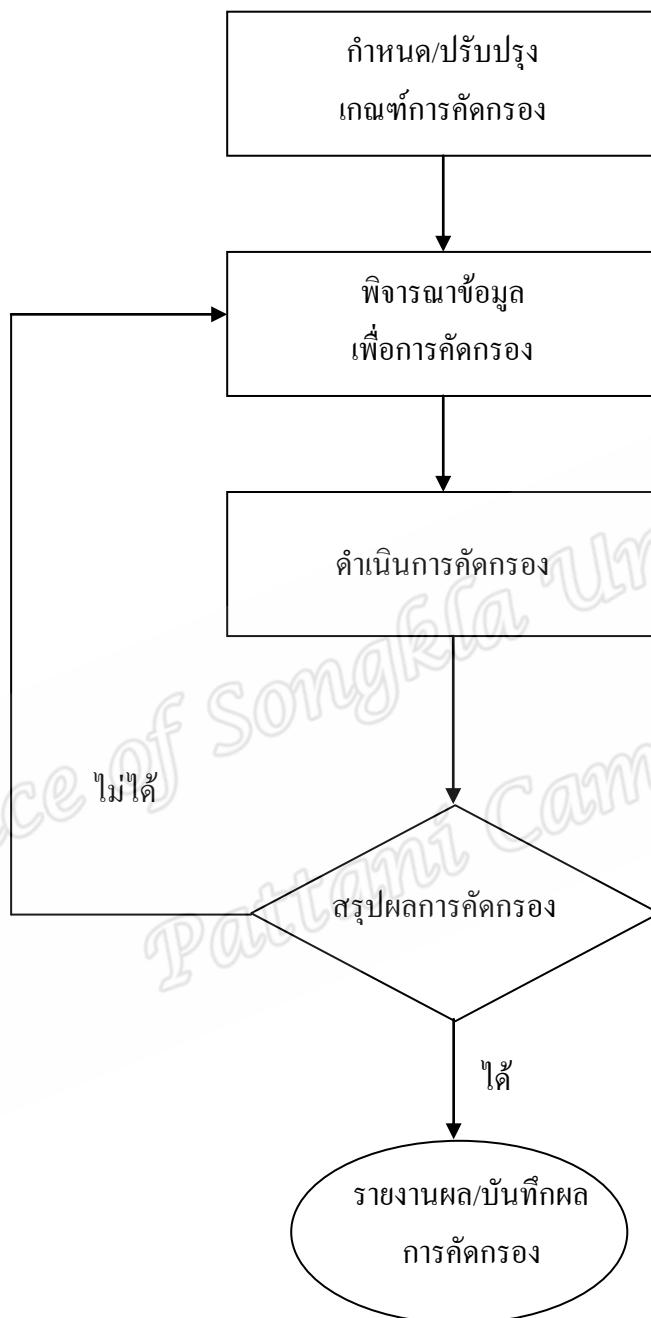 กำหนด/ปรับปรุง
เกณฑ์การคัดกรอง
พิจารณาข้อมูล
เพื่อการคัดกรอง
ดำเนินการคัดกรอง
ไม่ได้
สรุปผลการคัดกรอง
ได้
รายงานผล/บันทึกผล
การคัดกรอง
of Songkla
Pattani